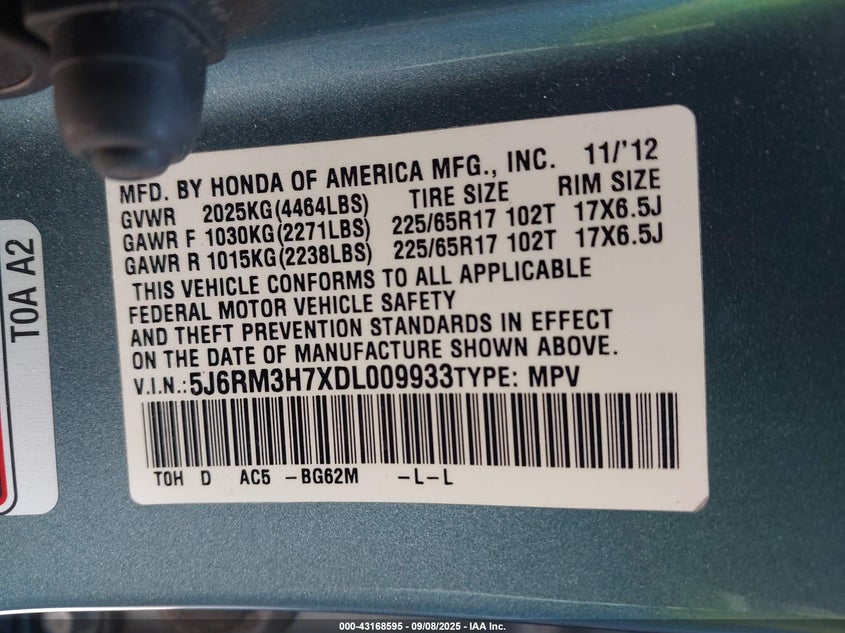 MFD. BY HONDA OF AMERICA MFG., INC. 11/'12
GVWR 2025KG(4464LBS) TIRE SIZE RIM SIZE
GAWR F 1030KG(2271LBS) 225/65R17 102T 17X6.5J
GAWR R 1015KG(2238LBS) 225/65R17 102T 17X6.5J
THIS VEHICLE CONFORMS TO ALL APPLICABLE
FEDERAL MOTOR VEHICLE SAFETY
AND THEFT PREVENTION STANDARDS IN EFFECT
ON THE DATE OF MANUFACTURE SHOWN ABOVE.
V.I.N.:5J6RM3H7XDL009933TYPE: MPV
TOH D AC5 -BG62M -L-L
TOA A2
000-43168595 - 09/08/2025 - IAA Inc.